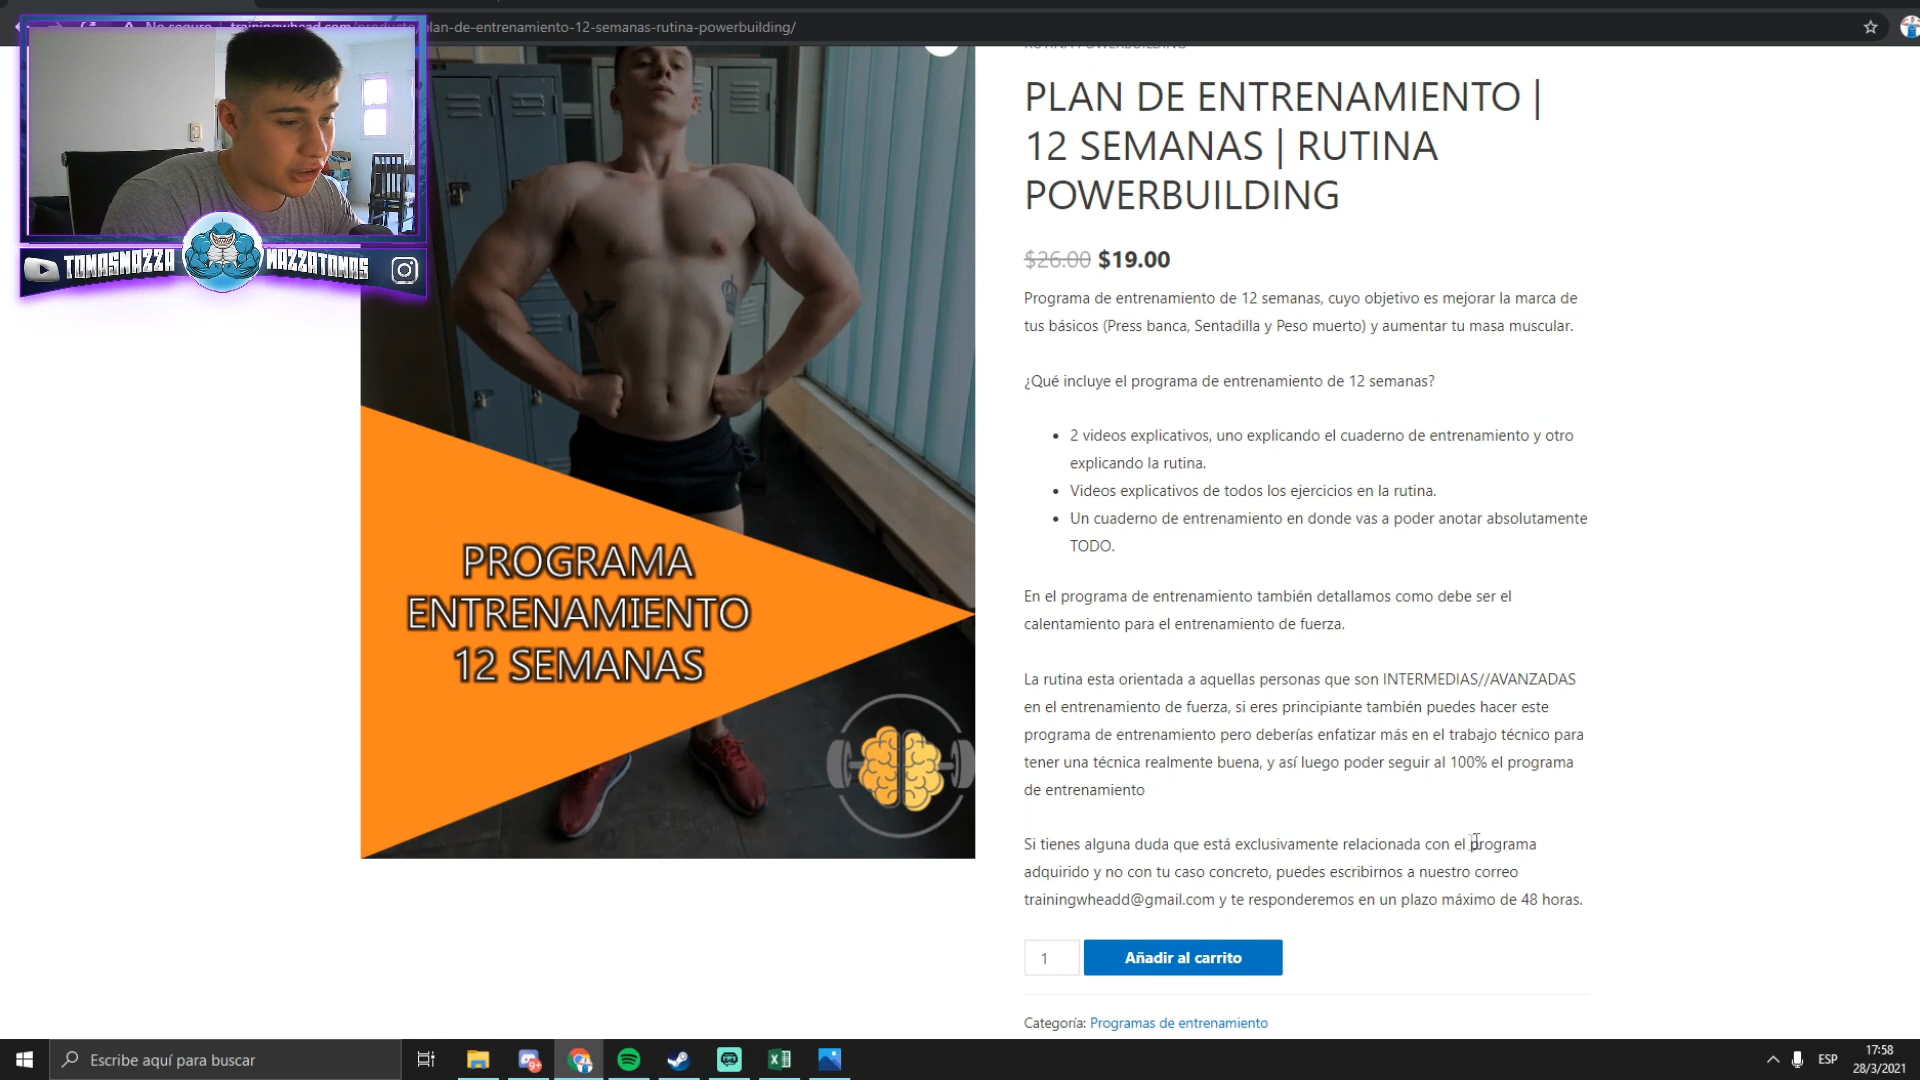 No seguro
trainingwhead.com/producto/plan-de-entrenamiento-12-semanas-rutina-powerbuilding/
TOMASMAZZA
MAZZATOMAS
RUTINA POWERBUILDING
PLAN DE ENTRENAMIENTO |
12 SEMANAS | RUTINA
POWERBUILDING
$26.00 $19.00
Programa de entrenamiento de 12 semanas, cuyo objetivo es mejorar la marca de
tus básicos (Press banca, Sentadilla y Peso muerto) y aumentar tu masa muscular.
¿Qué incluye el programa de entrenamiento de 12 semanas?
• 2 videos explicativos, uno explicando el cuaderno de entrenamiento y otro
explicando la rutina.
• Videos explicativos de todos los ejercicios en la rutina.
• Un cuaderno de entrenamiento en donde vas a poder anotar absolutamente
TODO.
En el programa de entrenamiento también detallamos como debe ser el
calentamiento para el entrenamiento de fuerza.
La rutina esta orientada a aquellas personas que son INTERMEDIAS//AVANZADAS
en el entrenamiento de fuerza, si eres principiante también puedes hacer este
programa de entrenamiento pero deberías enfatizar más en el trabajo técnico para
tener una técnica realmente buena, y así luego poder seguir al 100% el programa
de entrenamiento
Si tienes alguna duda que está exclusivamente relacionada con el programa
adquirido y no con tu caso concreto, puedes escribirnos a nuestro correo
trainingwheadd@gmail.com y te responderemos en un plazo máximo de 48 horas.
1
Añadir al carrito
Categoría: Programas de entrenamiento
PROGRAMA
ENTRENAMIENTO
12 SEMANAS
Escribe aquí para buscar
9+
ESP
17:58
28/3/2021